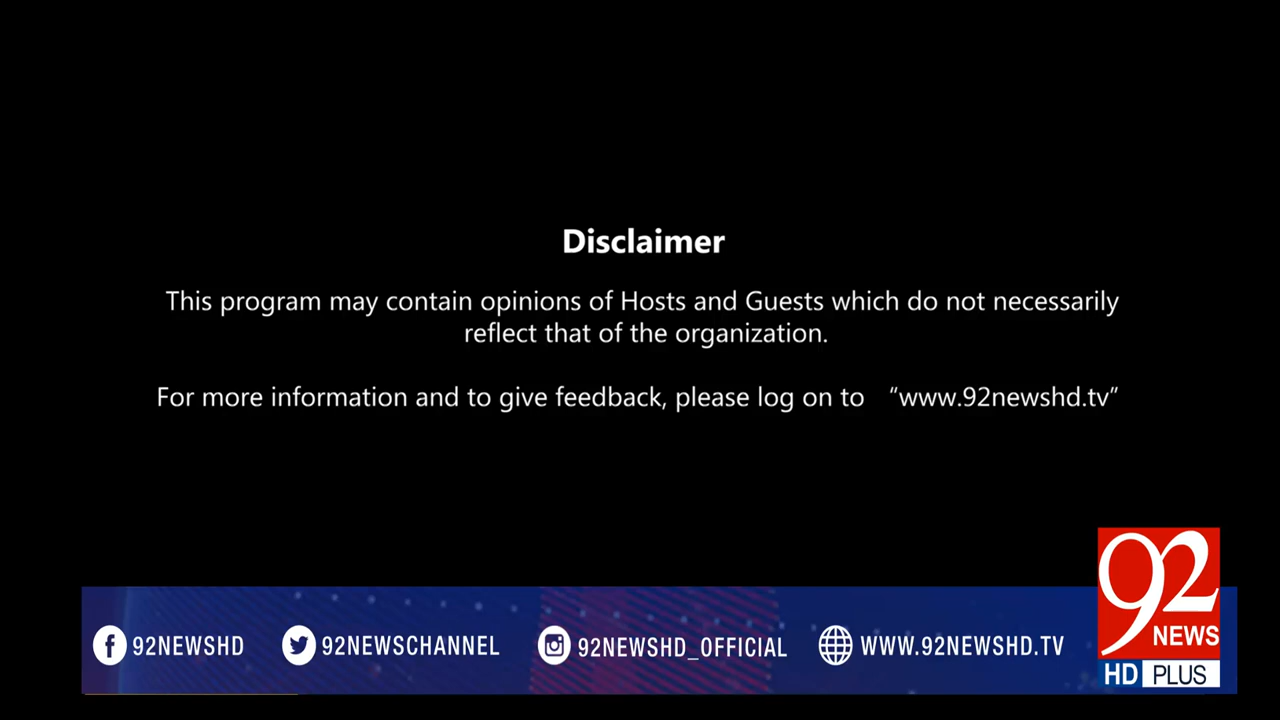 Disclaimer
This program may contain opinions of Hosts and Guests which do not necessarily
reflect that of the organization.
For more information and to give feedback, please log on to “www.92newshd.tv”
92NEWSHD 92NEWSCHANNEL 92NEWSHD_OFFICIAL WWW.92NEWSHD.TV
92
NEWS
HD PLUS